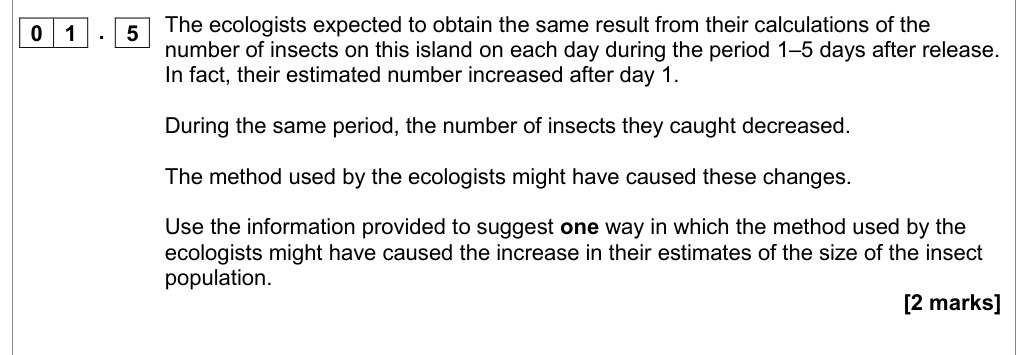 0 1 . 5 The ecologists expected to obtain the same result from their calculations of the
number of insects on this island on each day during the period 1–5 days after release.
In fact, their estimated number increased after day 1.
During the same period, the number of insects they caught decreased.
The method used by the ecologists might have caused these changes.
Use the information provided to suggest one way in which the method used by the
ecologists might have caused the increase in their estimates of the size of the insect
population.
[2 marks]